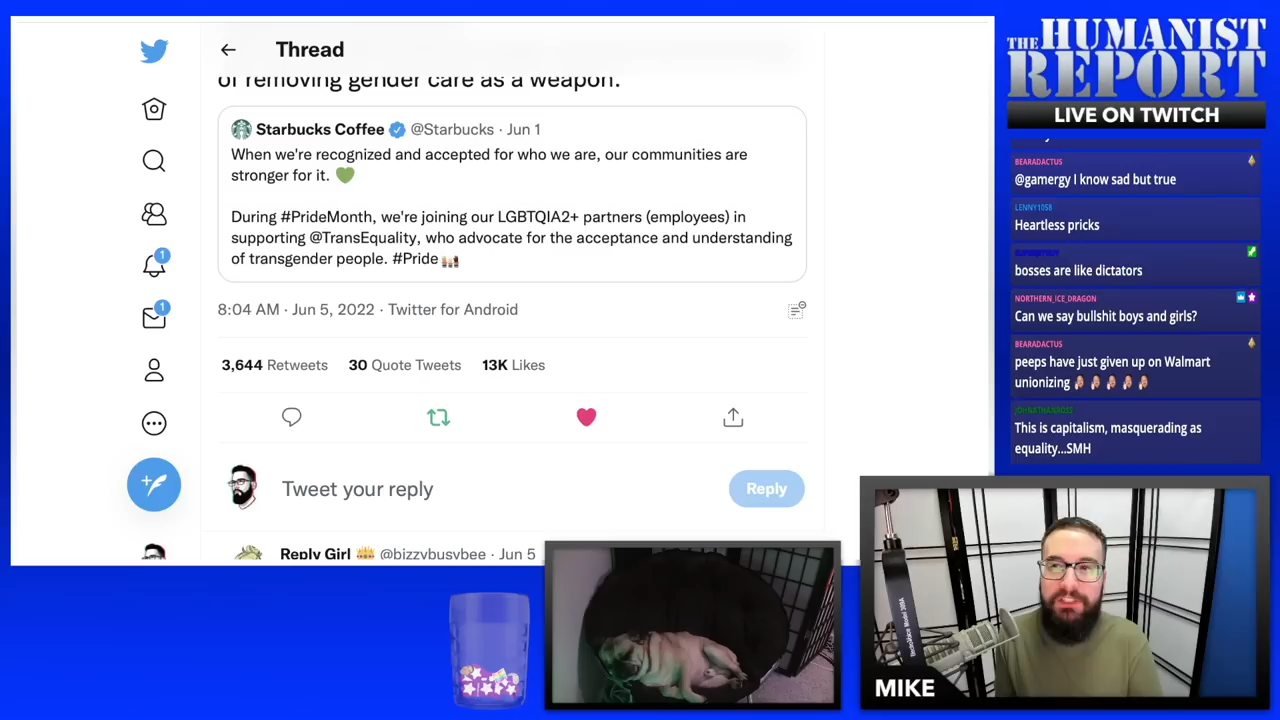 Thread
of removing gender care as a weapon.
Starbucks Coffee @Starbucks · Jun 1
When we're recognized and accepted for who we are, our communities are
stronger for it. 💚
During #PrideMonth, we're joining our LGBTQIA2+ partners (employees) in
supporting @TransEquality, who advocate for the acceptance and understanding
of transgender people. #Pride
8:04 AM · Jun 5, 2022 · Twitter for Android
3,644 Retweets 30 Quote Tweets 13K Likes
Tweet your reply
Reply
Reply Girl 👑 @bizzybusybee · Jun 5
1
1
THE HUMANIST
REPORT
LIVE ON TWITCH
BEARADACTUS
@gamergy I know sad but true
LENNY1058
Heartless pricks
bosses are like dictators
NORTHERN_ICE_DRAGON
Can we say bullshit boys and girls?
BEARADACTUS
peeps have just given up on Walmart
unionizing
JOHNATHANROSS
This is capitalism, masquerading as
equality...SMH
MIKE